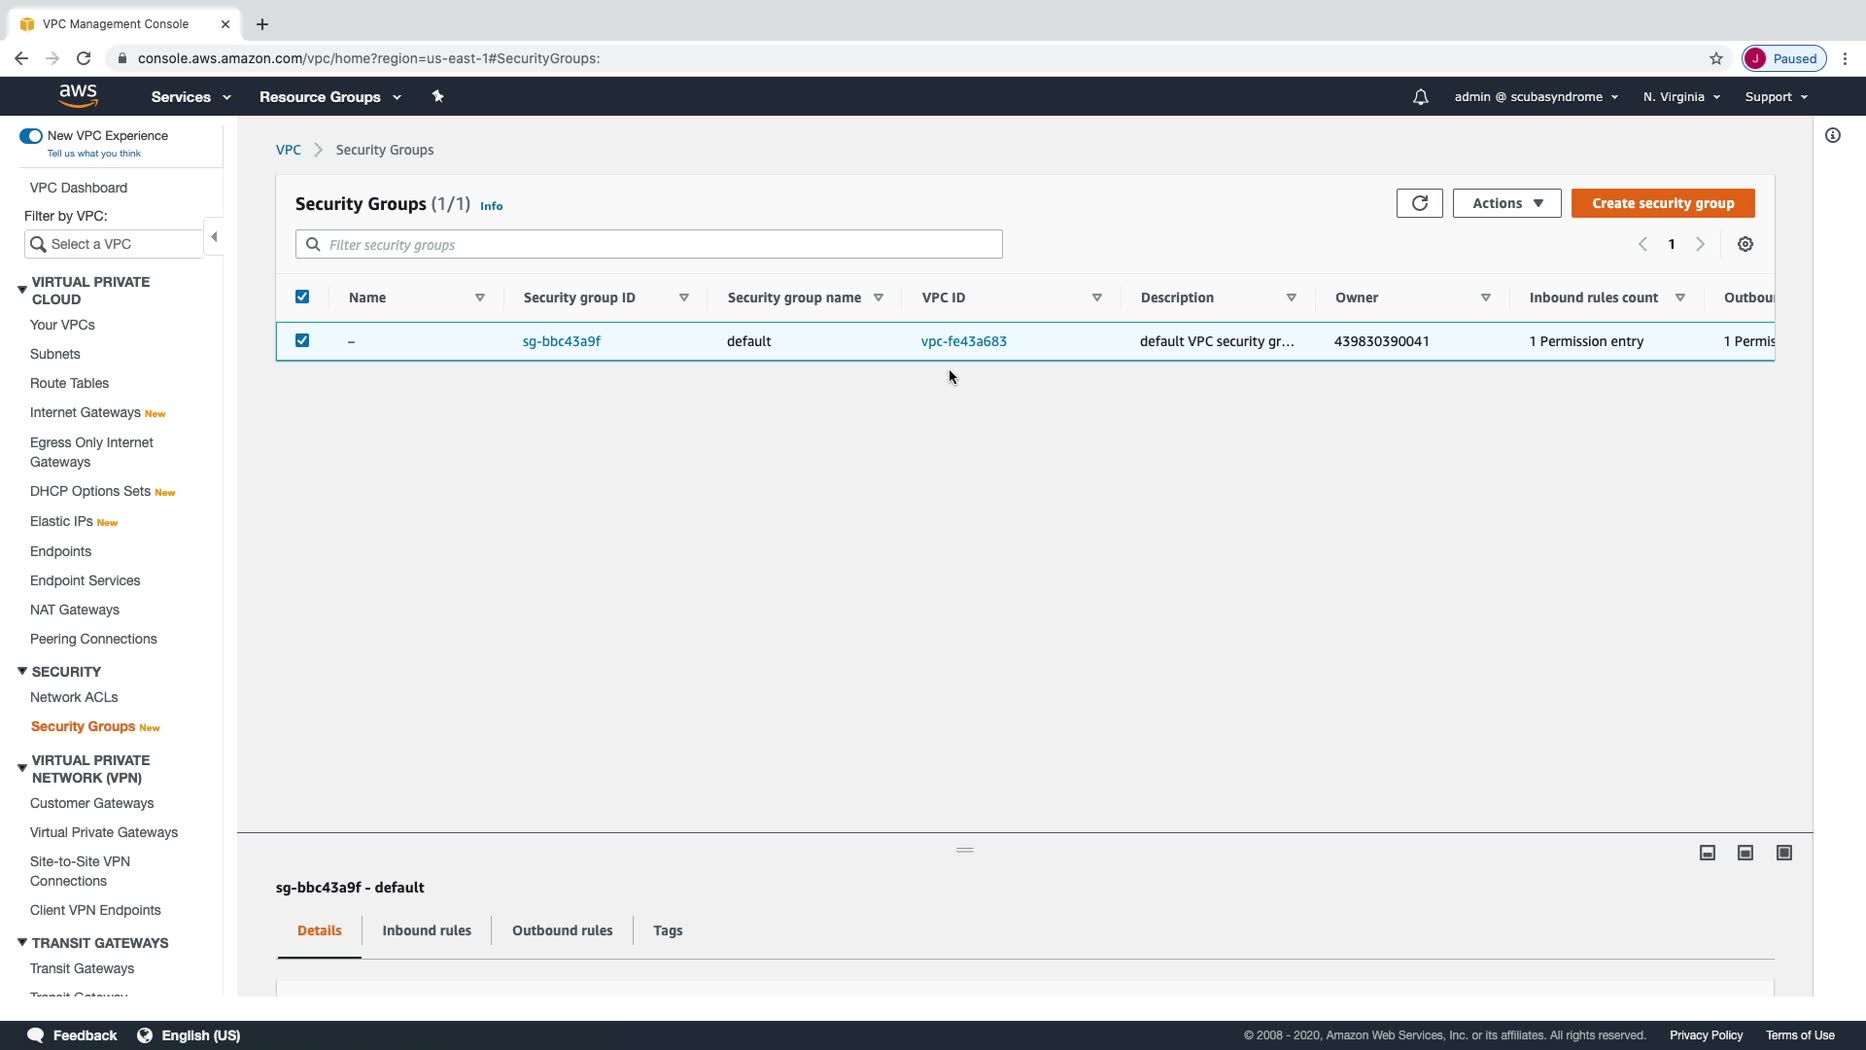 VPC Management Console
console.aws.amazon.com/vpc/home?region=us-east-1#SecurityGroups:
J Paused
aws Services Resource Groups admin @ scubasyndrome N. Virginia Support
New VPC Experience
Tell us what you think
VPC Dashboard
Filter by VPC:
Select a VPC
VIRTUAL PRIVATE
CLOUD
Your VPCs
Subnets
Route Tables
Internet Gateways New
Egress Only Internet
Gateways
DHCP Options Sets New
Elastic IPs New
Endpoints
Endpoint Services
NAT Gateways
Peering Connections
SECURITY
Network ACLs
Security Groups New
VIRTUAL PRIVATE
NETWORK (VPN)
Customer Gateways
Virtual Private Gateways
Site-to-Site VPN
Connections
Client VPN Endpoints
TRANSIT GATEWAYS
Transit Gateways
Transit Gateway
VPC Security Groups
Security Groups (1/1) Info
Actions Create security group
Filter security groups
1
Name Security group ID Security group name VPC ID Description Owner Inbound rules count Outbou
– sg-bbc43a9f default vpc-fe43a683 default VPC security gr... 439830390041 1 Permission entry 1 Permis
sg-bbc43a9f - default
Details Inbound rules Outbound rules Tags
Feedback English (US) © 2008 - 2020, Amazon Web Services, Inc. or its affiliates. All rights reserved. Privacy Policy Terms of Use